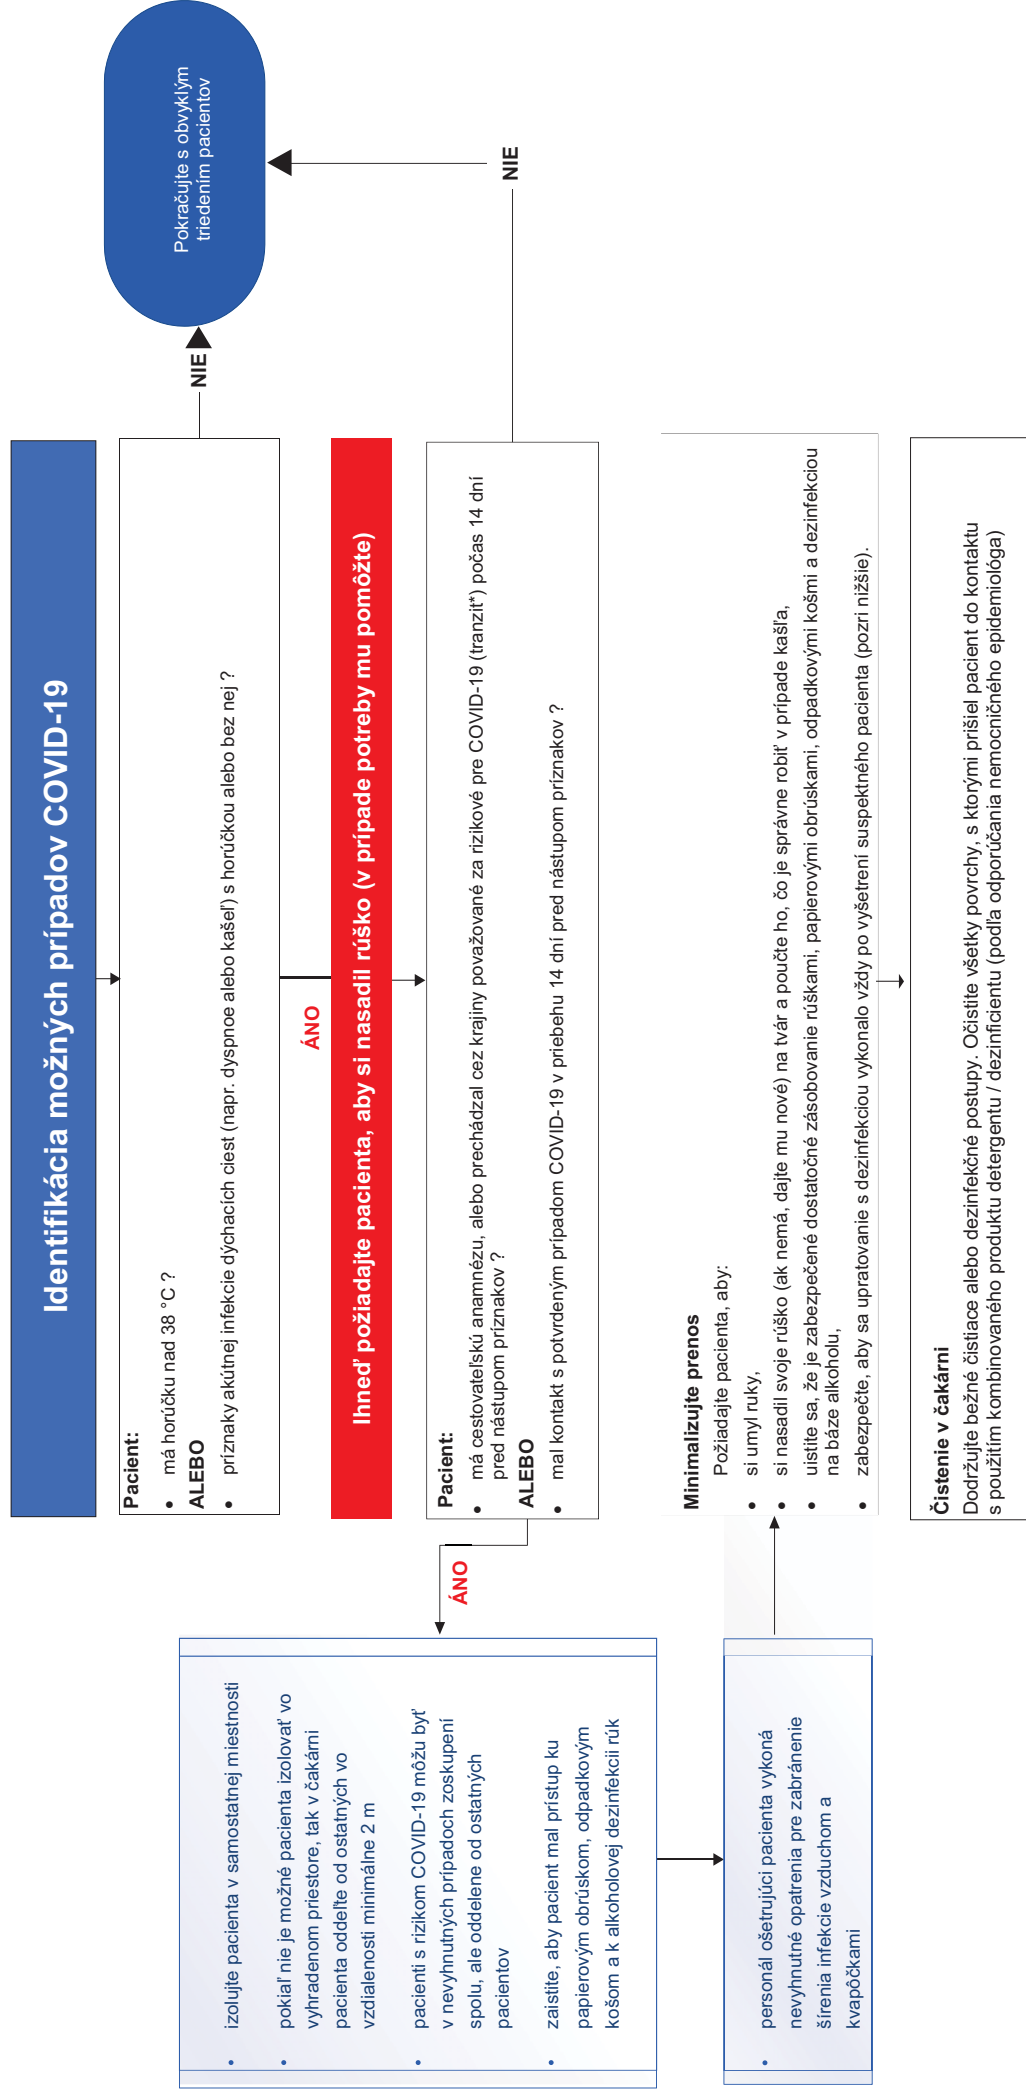 Identifikácia možných prípadov COVID-19
Pacient:
• má horúčku nad 38 °C ?
ALEBO
• príznaky akútnej infekcie dýchacích ciest (napr. dyspnoe alebo kašeľ) s horúčkou alebo bez nej ?
NIE
Pokračujte s obvyklým
triedením pacientov
ÁNO
Ihneď požiadajte pacienta, aby si nasadil rúško (v prípade potreby mu pomôžte)
Pacient:
• má cestovateľskú anamnézu, alebo prechádzal cez krajiny považované za rizikové pre COVID-19 (tranzit*) počas 14 dní
pred nástupom príznakov ?
ALEBO
• mal kontakt s potvrdeným prípadom COVID-19 v priebehu 14 dní pred nástupom príznakov ?
NIE
ÁNO
• izolujte pacienta v samostatnej miestnosti
• pokiaľ nie je možné pacienta izolovať vo
vyhradenom priestore, tak v čakárni
pacienta oddeľte od ostatných vo
vzdialenosti minimálne 2 m
• pacienti s rizikom COVID-19 môžu byť
v nevyhnutných prípadoch zoskupení
spolu, ale oddelene od ostatných
pacientov
• zaistite, aby pacient mal prístup ku
papierovým obrúskom, odpadkovým
košom a k alkoholovej dezinfekcii rúk
• personál ošetrujúci pacienta vykoná
nevyhnutné opatrenia pre zabránenie
šírenia infekcie vzduchom a
kvapôčkami
Minimalizujte prenos
Požiadajte pacienta, aby:
• si umyl ruky,
• si nasadil svoje rúško (ak nemá, dajte mu nové) na tvár a poučte ho, čo je správne robiť v prípade kašľa,
• uistite sa, že je zabezpečené dostatočné zásobovanie rúškami, papierovými obrúskami, odpadkovými košmi a dezinfekciou
na báze alkoholu,
• zabezpečte, aby sa upratovanie s dezinfekciou vykonalo vždy po vyšetrení suspektného pacienta (pozri nižšie).
Čistenie v čakárni
Dodržujte bežné čistiace alebo dezinfekčné postupy. Očistite všetky povrchy, s ktorými prišiel pacient do kontaktu
s použitím kombinovaného produktu detergentu / dezinficientu (podľa odporúčania nemocničného epidemiológa)